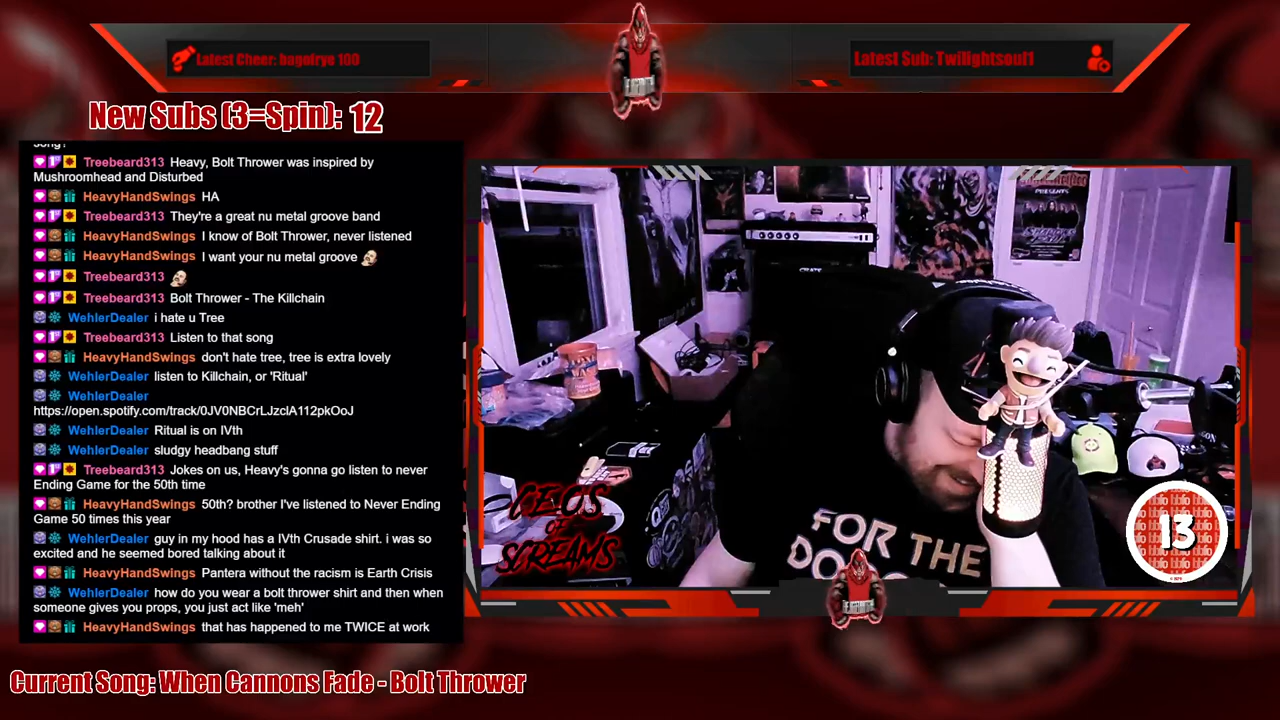 Latest Cheer: bagofrye 100
Latest Sub: Twilightsoul1
New Subs (3=Spin): 12
song?
Treebeard313 Heavy, Bolt Thrower was inspired by
Mushroomhead and Disturbed
HeavyHandSwings HA
Treebeard313 They're a great nu metal groove band
HeavyHandSwings I know of Bolt Thrower, never listened
HeavyHandSwings I want your nu metal groove
Treebeard313
Treebeard313 Bolt Thrower - The Killchain
WehlerDealer i hate u Tree
Treebeard313 Listen to that song
HeavyHandSwings don't hate tree, tree is extra lovely
WehlerDealer listen to Killchain, or 'Ritual'
WehlerDealer
https://open.spotify.com/track/0JV0NBCrLJzclA112pkOoJ
WehlerDealer Ritual is on IVth
WehlerDealer sludgy headbang stuff
Treebeard313 Jokes on us, Heavy's gonna go listen to never
Ending Game for the 50th time
HeavyHandSwings 50th? brother I've listened to Never Ending
Game 50 times this year
WehlerDealer guy in my hood has a IVth Crusade shirt. i was so
excited and he seemed bored talking about it
HeavyHandSwings Pantera without the racism is Earth Crisis
WehlerDealer how do you wear a bolt thrower shirt and then when
someone gives you props, you just act like 'meh'
HeavyHandSwings that has happened to me TWICE at work
CRATE
PRESENTS
FOR THE
13
Current Song: When Cannons Fade - Bolt Thrower